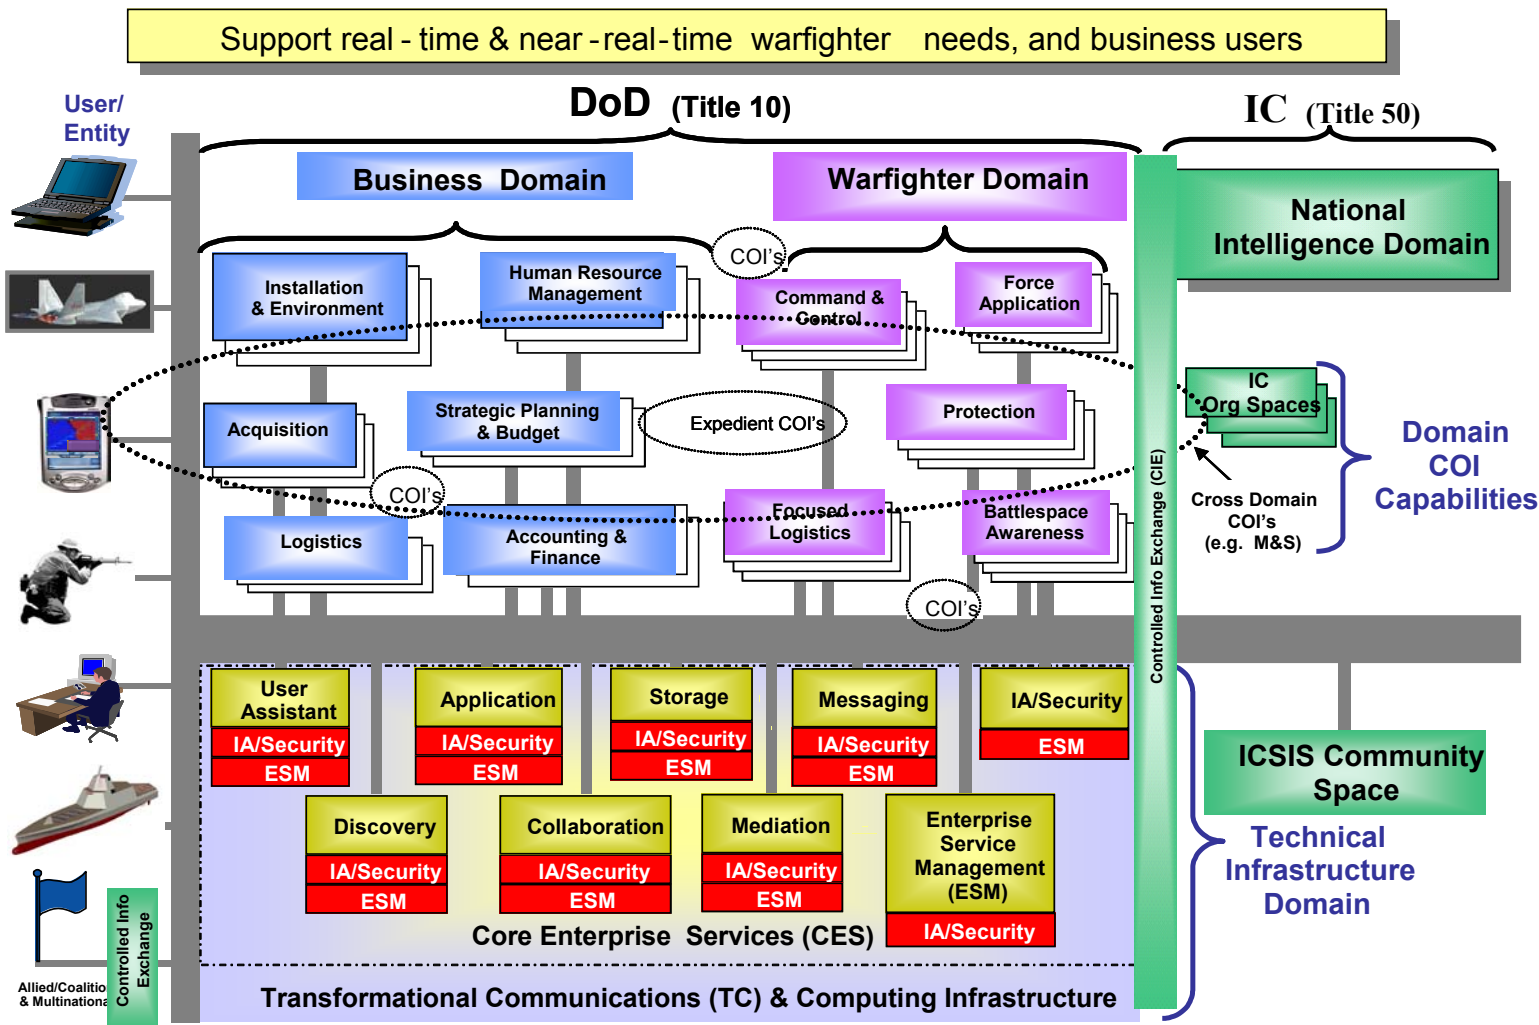 Support real - time & near - real - time warfighter needs, and business users
User/
Entity
DoD (Title 10)
IC (Title 50)
Business Domain
Warfighter Domain
National
Intelligence Domain
COI's
Installation
& Environment
Human Resource
Management
Command &
Control
Force
Application
Acquisition
Strategic Planning
& Budget
Expedient COI's
Protection
IC
Org Spaces
Domain
COI
Capabilities
COI's
Cross Domain
COI's
(e.g. M&S)
Logistics
Accounting &
Finance
Focused
Logistics
Battlespace
Awareness
COI's
Controlled Info Exchange (CIE)
User
Assistant
IA/Security
ESM
Application
IA/Security
ESM
Storage
IA/Security
ESM
Messaging
IA/Security
ESM
IA/Security
ESM
ICSIS Community
Space
Discovery
IA/Security
ESM
Collaboration
IA/Security
ESM
Mediation
IA/Security
ESM
Enterprise
Service
Management
(ESM)
IA/Security
Technical
Infrastructure
Domain
Core Enterprise Services (CES)
Allied/Coalitio
& Multinationa
Controlled Info
Exchange
Transformational Communications (TC) & Computing Infrastructure